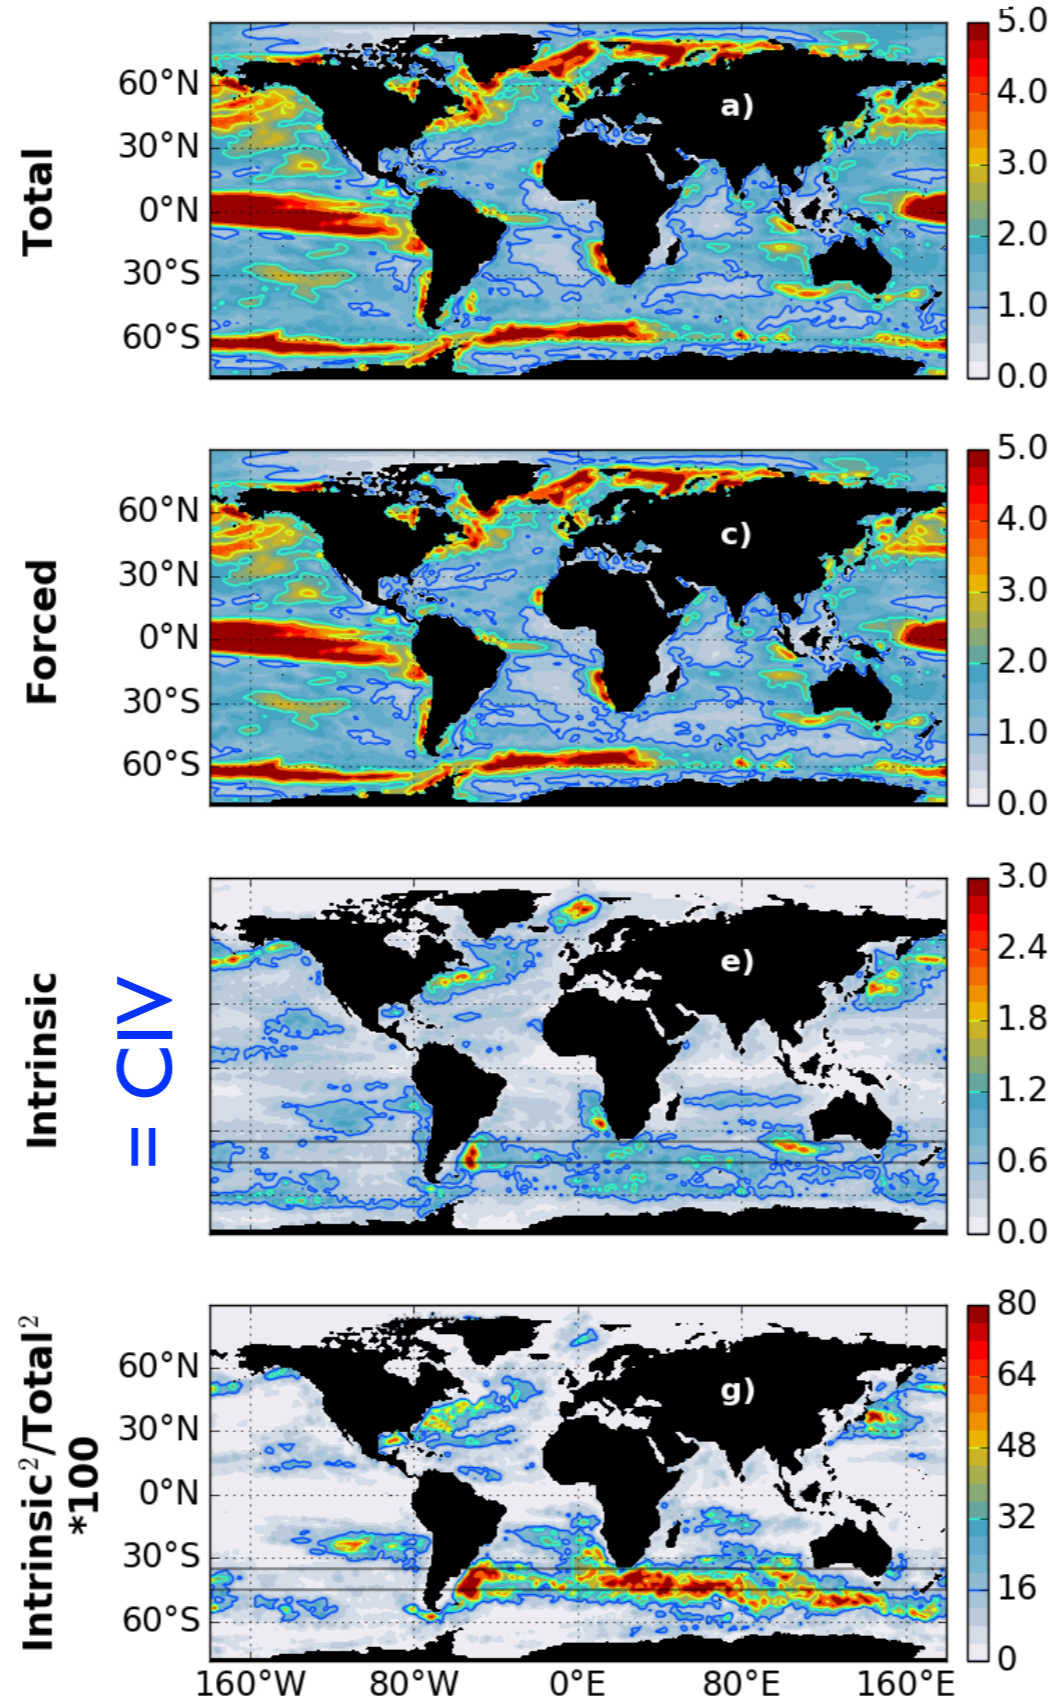 Total
60°N
30°N
0°N
30°S
60°S
a)
5.0
4.0
3.0
2.0
1.0
0.0
Forced
60°N
30°N
0°N
30°S
60°S
c)
5.0
4.0
3.0
2.0
1.0
0.0
Intrinsic
= CIV
e)
3.0
2.4
1.8
1.2
0.6
0.0
Intrinsic²/Total²
*100
60°N
30°N
0°N
30°S
60°S
g)
80
64
48
32
16
0
160°W 80°W 0°E 80°E 160°E